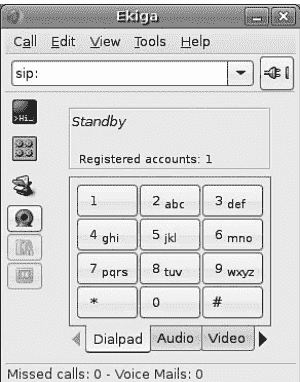 Ekiga
Call Edit View Tools Help
sip:
>Hi_
Standby
Registered accounts: 1
1 2 abc 3 def
4 ghi 5 jkl 6 mno
7 pqrs 8 tuv 9 wxyz
* 0 #
Dialpad Audio Video
Missed calls: 0 - Voice Mails: 0